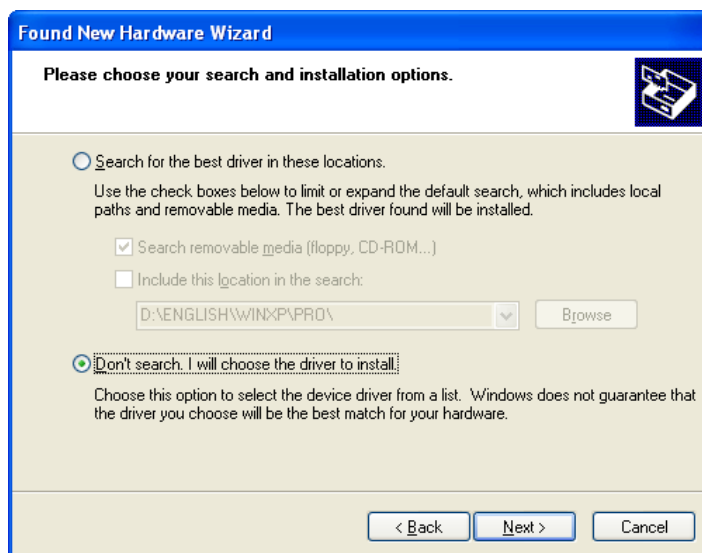 Found New Hardware Wizard
Please choose your search and installation options.
Search for the best driver in these locations.
Use the check boxes below to limit or expand the default search, which includes local
paths and removable media. The best driver found will be installed.
Search removable media (floppy, CD-ROM...)
Include this location in the search:
D:\ENGLISH\WINXP\PRO\
Browse
Don't search. I will choose the driver to install.
Choose this option to select the device driver from a list. Windows does not guarantee that
the driver you choose will be the best match for your hardware.
< Back Next > Cancel